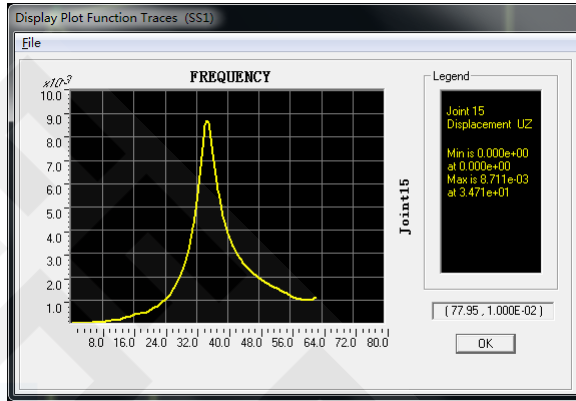 Display Plot Function Traces (SS1)
File
FREQUENCY
x10-3
10.0
9.0
8.0
7.0
6.0
5.0
4.0
3.0
2.0
1.0
8.0 16.0 24.0 32.0 40.0 48.0 56.0 64.0 72.0 80.0
Joint15
Legend
Joint 15
Displacement UZ
Min is 0.000e+00
at 0.000e+00
Max is 8.711e-03
at 3.471e+01
( 77.95 , 1.000E-02 )
OK